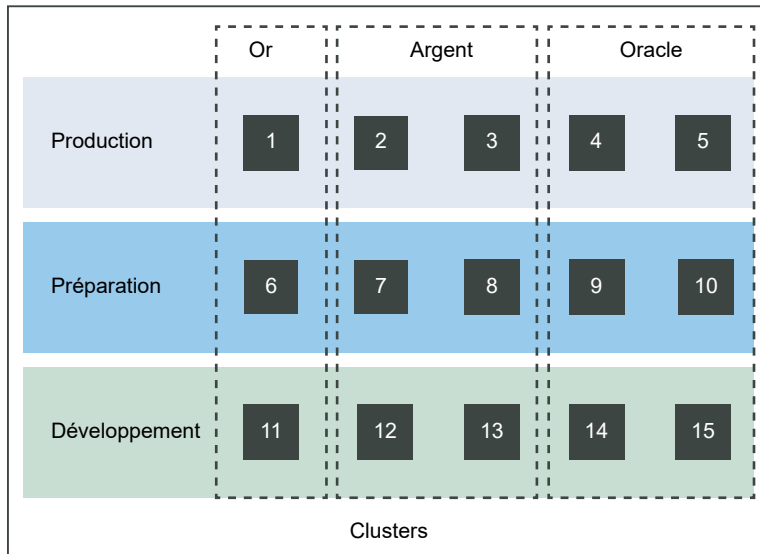 Or Argent Oracle
Production 1 2 3 4 5
Préparation 6 7 8 9 10
Développement 11 12 13 14 15
Clusters